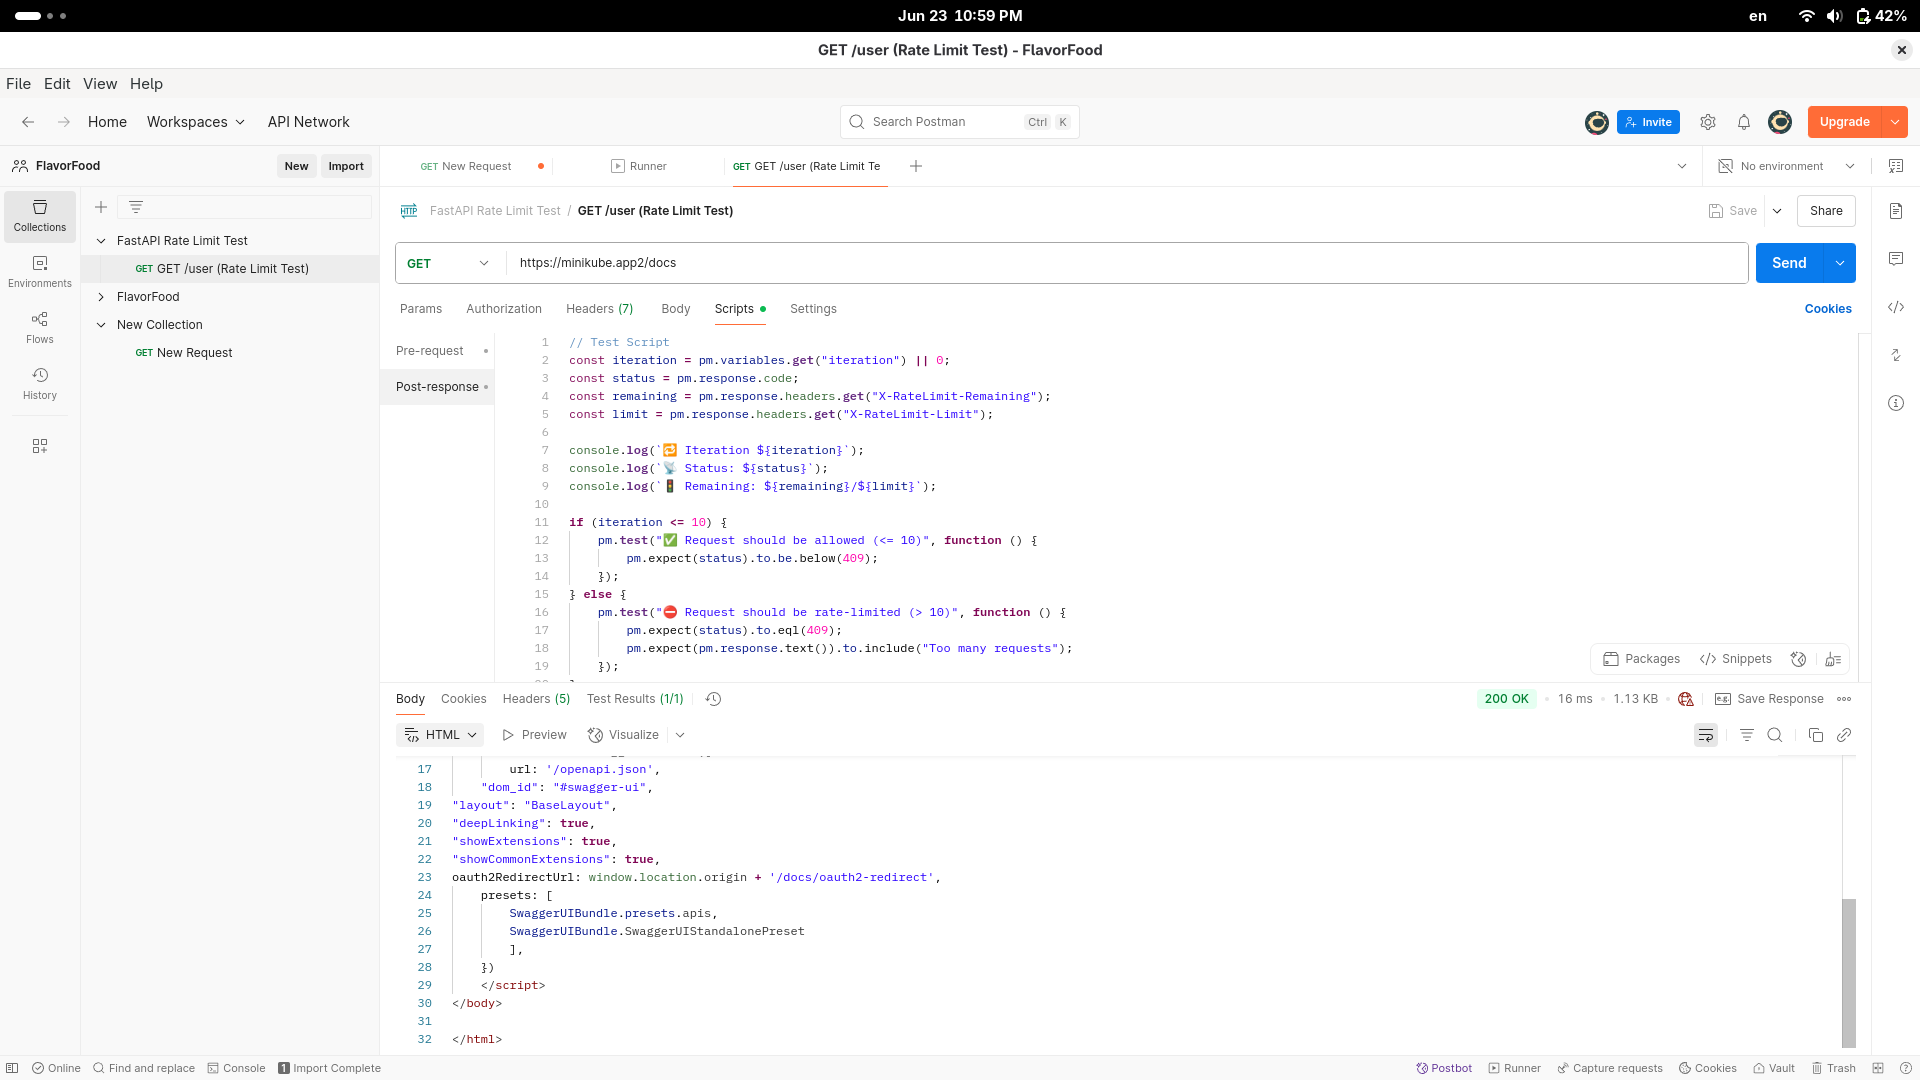 Jun 23 10:59 PM
en
42%
GET /user (Rate Limit Test) - FlavorFood
File Edit View Help
Home Workspaces API Network
Search Postman Ctrl K
Invite
Upgrade
FlavorFood
New Import
GET New Request
Runner
GET GET /user (Rate Limit Te
No environment
Collections
Environments
Flows
History
FastAPI Rate Limit Test
GET GET /user (Rate Limit Test)
FlavorFood
New Collection
GET New Request
HTTP FastAPI Rate Limit Test / GET /user (Rate Limit Test)
Save Share
GET https://minikube.app2/docs Send
Params Authorization Headers (7) Body Scripts Settings Cookies
Pre-request
Post-response
1 // Test Script
2 const iteration = pm.variables.get("iteration") || 0;
3 const status = pm.response.code;
4 const remaining = pm.response.headers.get("X-RateLimit-Remaining");
5 const limit = pm.response.headers.get("X-RateLimit-Limit");
6
7 console.log(`🔁 Iteration ${iteration}`);
8 console.log(`📡 Status: ${status}`);
9 console.log(`🚦 Remaining: ${remaining}/${limit}`);
10
11 if (iteration <= 10) {
12 pm.test("✅ Request should be allowed (<= 10)", function () {
13 pm.expect(status).to.be.below(409);
14 });
15 } else {
16 pm.test("⛔ Request should be rate-limited (> 10)", function () {
17 pm.expect(status).to.eql(409);
18 pm.expect(pm.response.text()).to.include("Too many requests");
19 });
Packages </> Snippets
Body Cookies Headers (5) Test Results (1/1)
200 OK • 16 ms • 1.13 KB • e.g. Save Response
HTML Preview Visualize
17 url: '/openapi.json',
18 "dom_id": "#swagger-ui",
19 "layout": "BaseLayout",
20 "deepLinking": true,
21 "showExtensions": true,
22 "showCommonExtensions": true,
23 oauth2RedirectUrl: window.location.origin + '/docs/oauth2-redirect',
24 presets: [
25 SwaggerUIBundle.presets.apis,
26 SwaggerUIBundle.SwaggerUIStandalonePreset
27 ],
28 })
29 </script>
30 </body>
31
32 </html>
Online Find and replace Console 1 Import Complete
Postbot Runner Capture requests Cookies Vault Trash